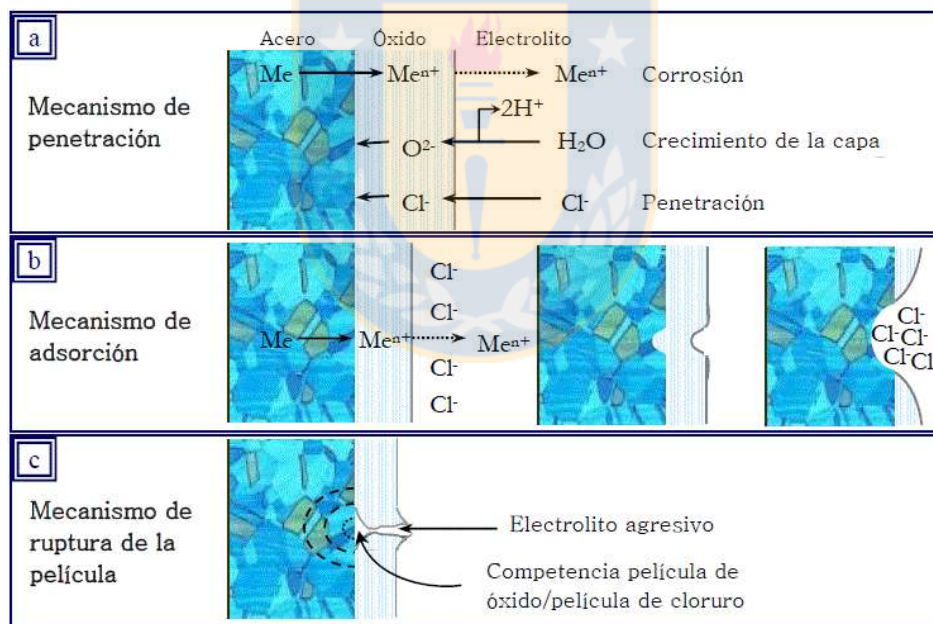 a
Acero Óxido Electrolito
Me Meⁿ⁺ Meⁿ⁺ Corrosión
2H⁺
Mecanismo de
penetración
O²⁻ H₂O Crecimiento de la capa
Cl⁻ Cl⁻ Penetración
b
Mecanismo de
adsorción
Cl⁻
Cl⁻
Me Meⁿ⁺ Meⁿ⁺
Cl⁻
Cl⁻
Cl⁻
Cl⁻ Cl⁻
Cl⁻ Cl
c
Mecanismo de
ruptura de la
película
Electrolito agresivo
Competencia película de
óxido/película de cloruro